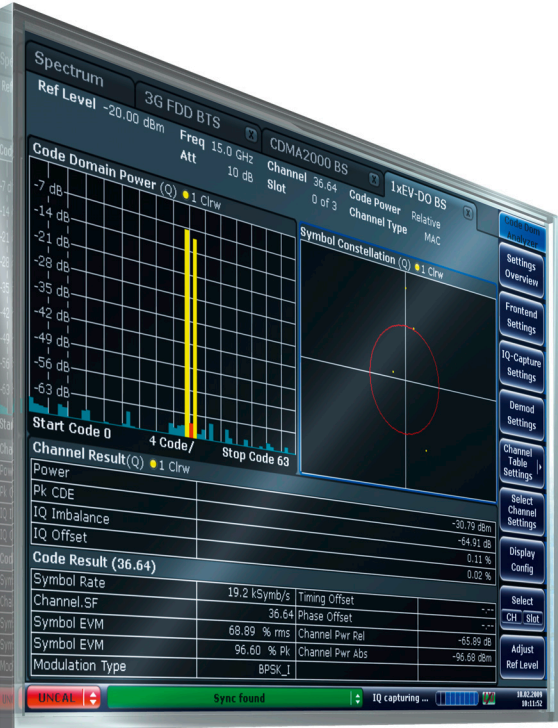 Spectrum
3G FDD BTS
CDMA2000 BS
1xEV-DO BS
Ref Level -20.00 dBm
Freq 15.0 GHz
Channel 36.64
Code Power Relative
Att 10 dB
Slot 0 of 3
Channel Type MAC
Code Domain Power (Q) 1 Clrw
-7 dB
-14 dB
-21 dB
-28 dB
-35 dB
-42 dB
-49 dB
-56 dB
-63 dB
Start Code 0
4 Code/
Stop Code 63
Symbol Constellation (Q) 1 Clrw
Channel Result(Q) 1 Clrw
Power -30.79 dBm
Pk CDE -64.91 dB
IQ Imbalance 0.11 %
IQ Offset 0.02 %
Code Result (36.64)
Symbol Rate 19.2 kSymb/s Timing Offset -.--
Channel.SF 36.64 Phase Offset -.--
Symbol EVM 68.89 % rms Channel Pwr Rel -65.89 dB
Symbol EVM 96.60 % Pk Channel Pwr Abs -96.68 dBm
Modulation Type BPSK_I
Code Dom
Analyzer
Settings
Overview
Frontend
Settings
IQ-Capture
Settings
Demod
Settings
Channel
Table
Settings
Select
Channel
Settings
Display
Config
Select
CH Slot
Adjust
Ref Level
UNCAL
Sync found
IQ capturing ...
18.02.2009
10:11:52